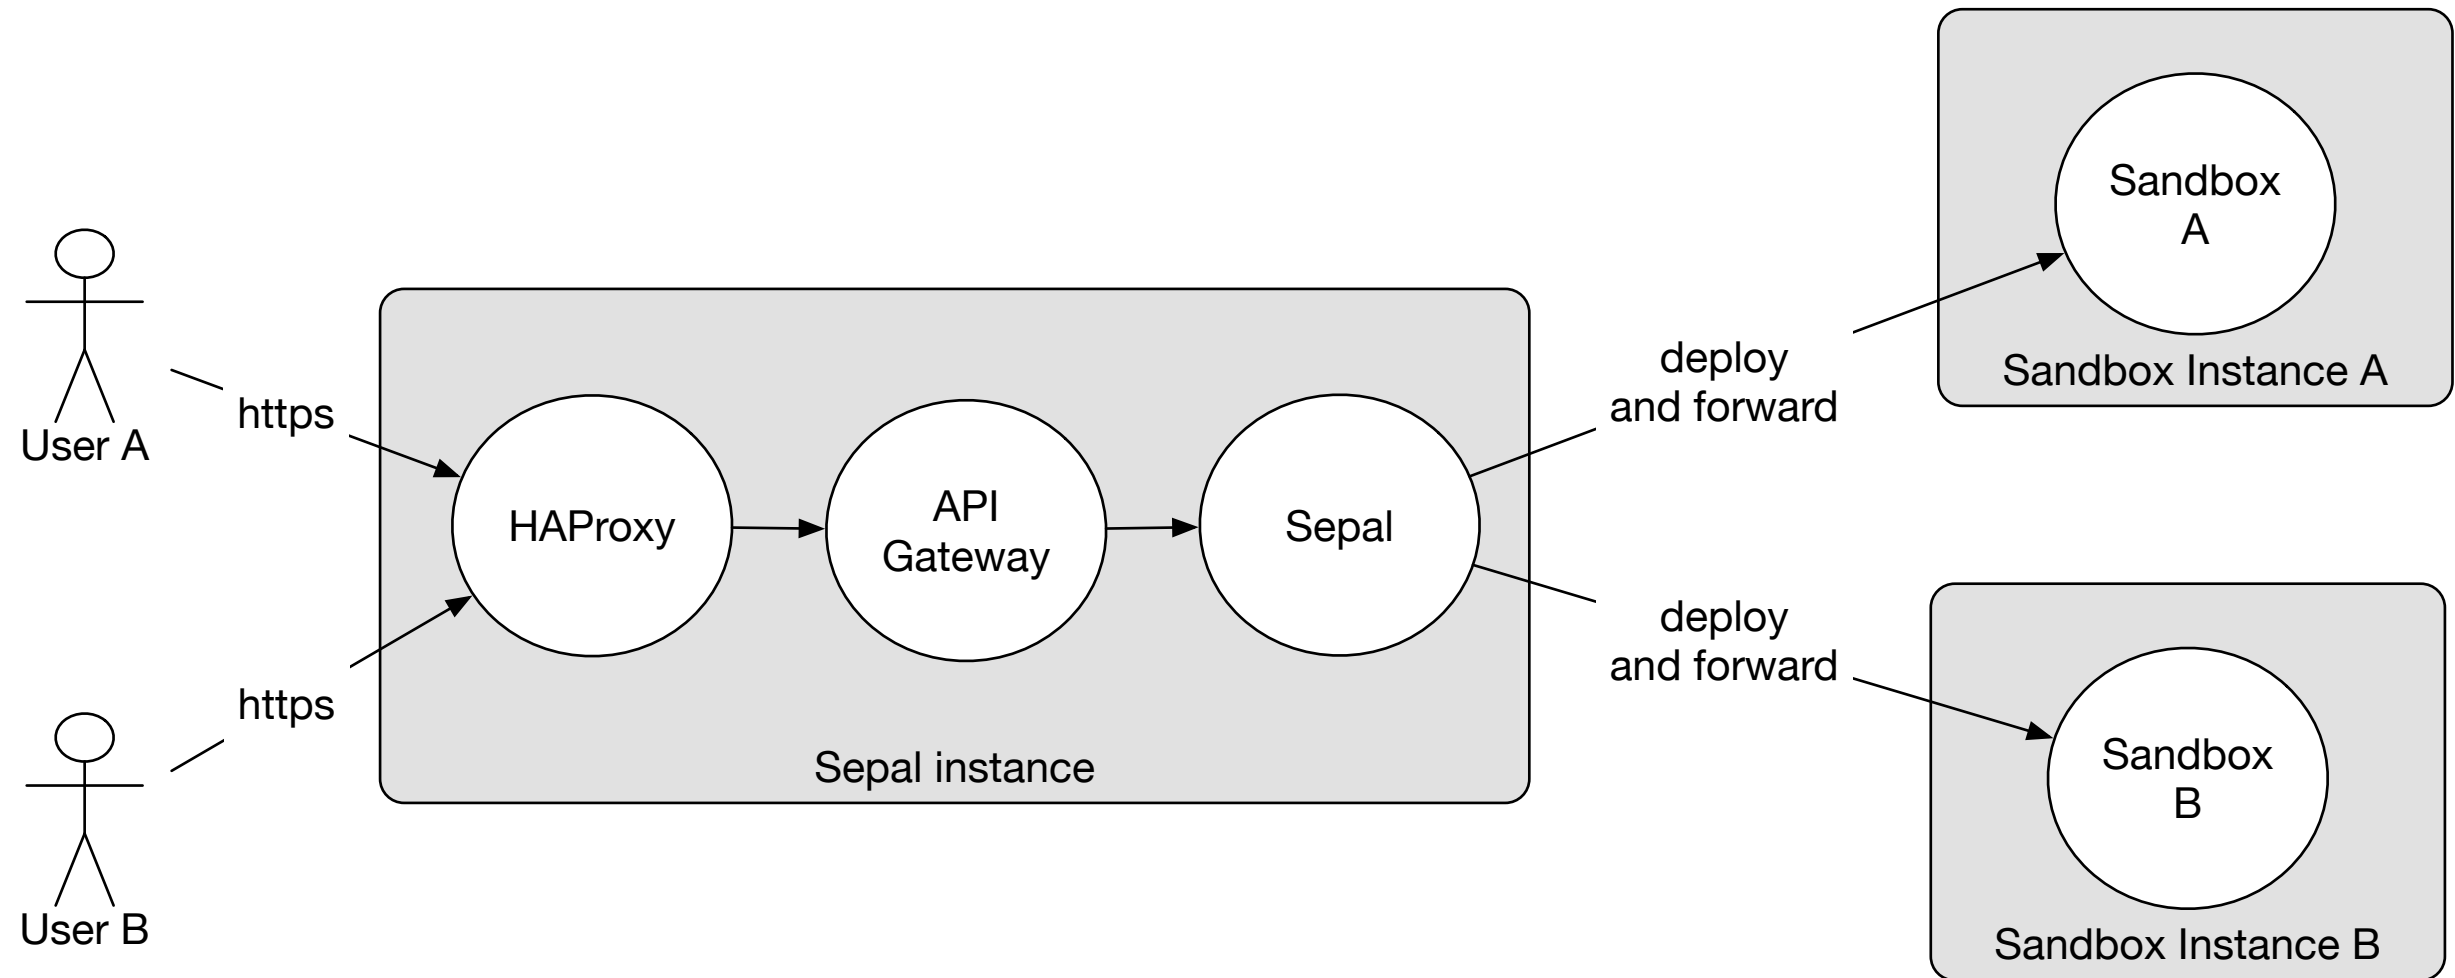 User A
https
User B
https
HAProxy
API
Gateway
Sepal
Sepal instance
deploy
and forward
deploy
and forward
Sandbox
A
Sandbox Instance A
Sandbox
B
Sandbox Instance B